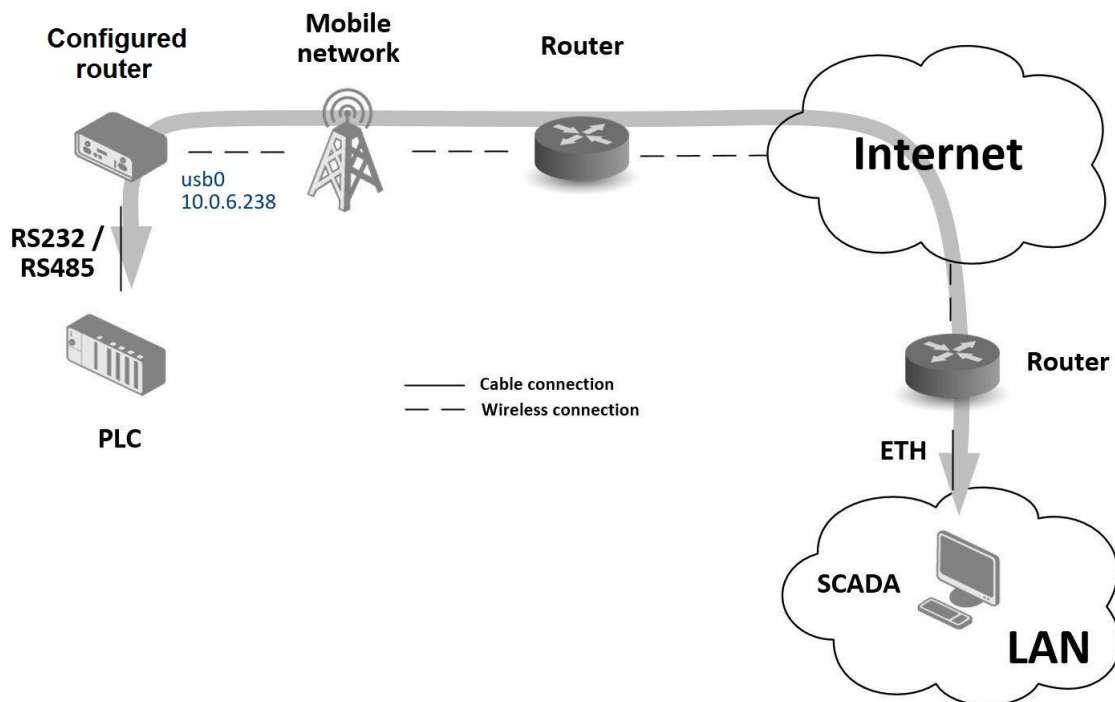 Configured
router
Mobile
network
Router
Internet
usb0
10.0.6.238
RS232 /
RS485
PLC
Cable connection
Wireless connection
Router
ETH
SCADA
LAN